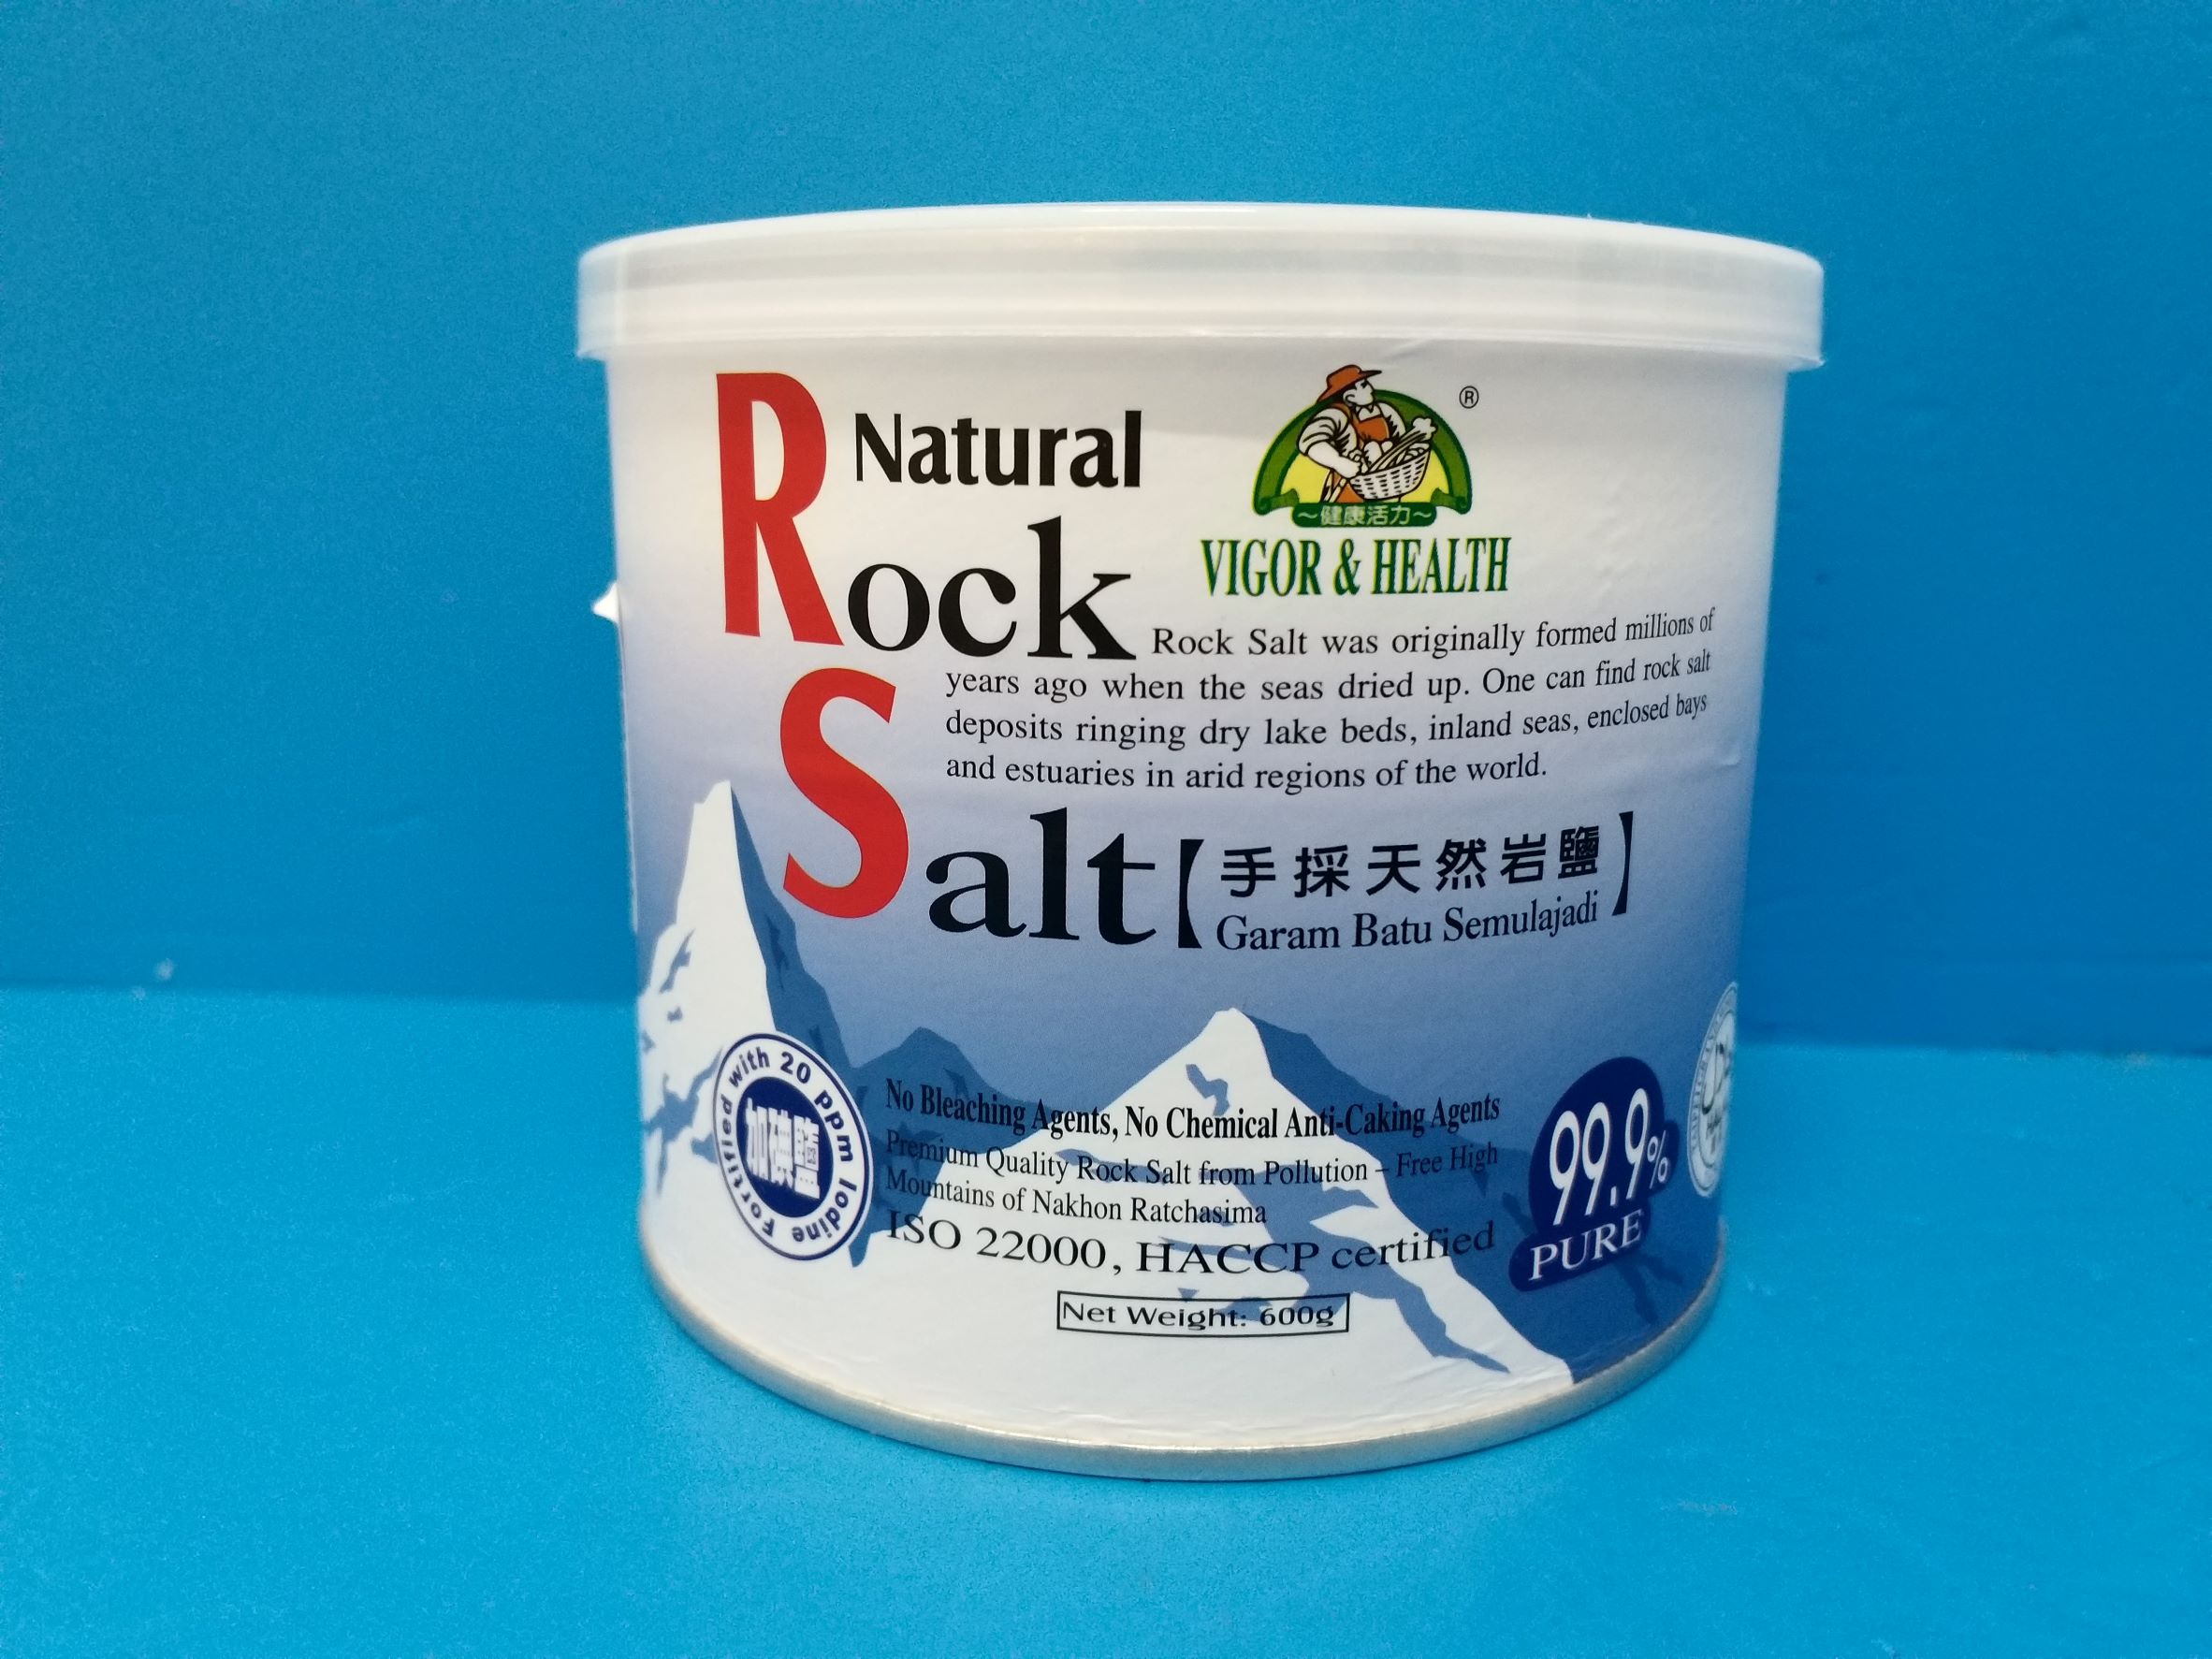 Natural
Rock
Salt
®
~健康活力~
VIGOR & HEALTH
Rock Salt was originally formed millions of
years ago when the seas dried up. One can find rock salt
deposits ringing dry lake beds, inland seas, enclosed bays
and estuaries in arid regions of the world.
【手採天然岩鹽
Garam Batu Semulajadi】
Fortified with 20 ppm Iodine
加碘鹽
No Bleaching Agents, No Chemical Anti-Caking Agents
Premium Quality Rock Salt from Pollution – Free High
Mountains of Nakhon Ratchasima
ISO 22000, HACCP certified
Net Weight: 600g
99.9%
PURE